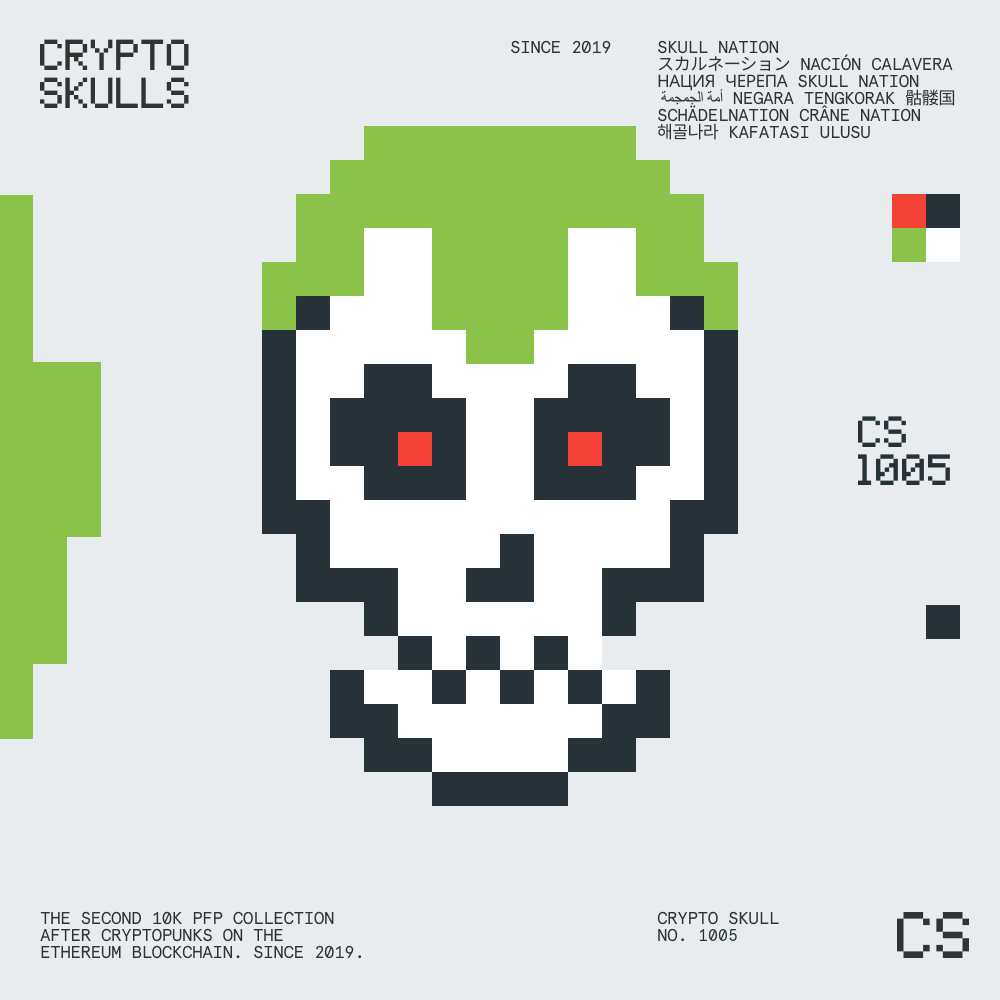 CRYPTO
SKULLS
SINCE 2019
SKULL NATION
スカルネーション NACIÓN CALAVERA
НАЦИЯ ЧЕРЕПА SKULL NATION
أمة الجمجمة NEGARA TENGKORAK 骷髅国
SCHÄDELNATION CRÂNE NATION
해골나라 KAFATASI ULUSU
CS
1005
THE SECOND 10K PFP COLLECTION
AFTER CRYPTOPUNKS ON THE
ETHEREUM BLOCKCHAIN. SINCE 2019.
CRYPTO SKULL
NO. 1005
CS